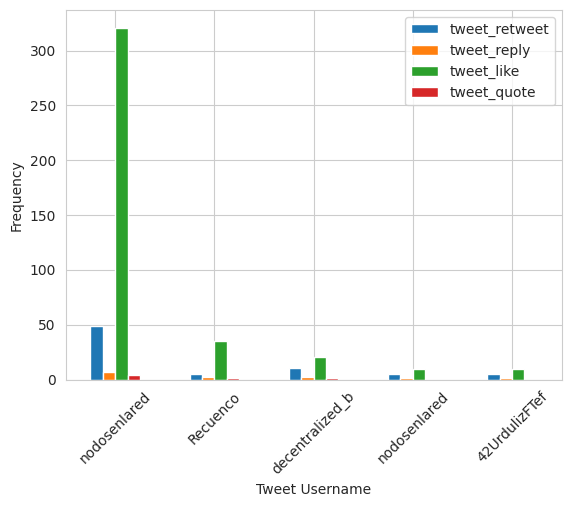 tweet_retweet
tweet_reply
tweet_like
tweet_quote
Frequency
300
250
200
150
100
50
0
nodosenlared
Recuenco
decentralized_b
nodosenlared
42UrdulizFTef
Tweet Username